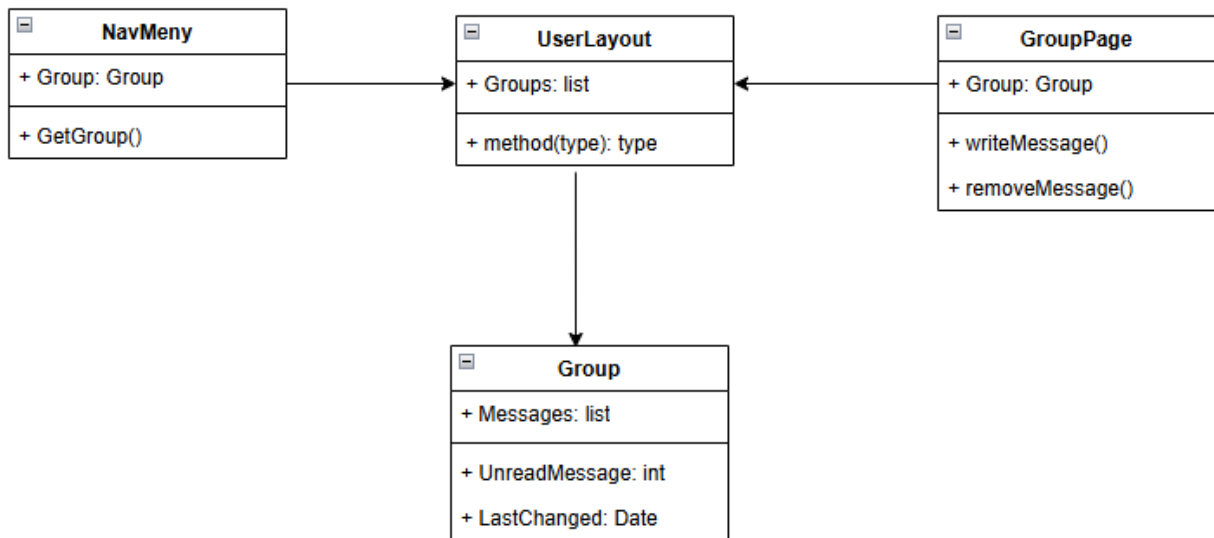 NavMeny
+ Group: Group
+ GetGroup()
UserLayout
+ Groups: list
+ method(type): type
GroupPage
+ Group: Group
+ writeMessage()
+ removeMessage()
Group
+ Messages: list
+ UnreadMessage: int
+ LastChanged: Date